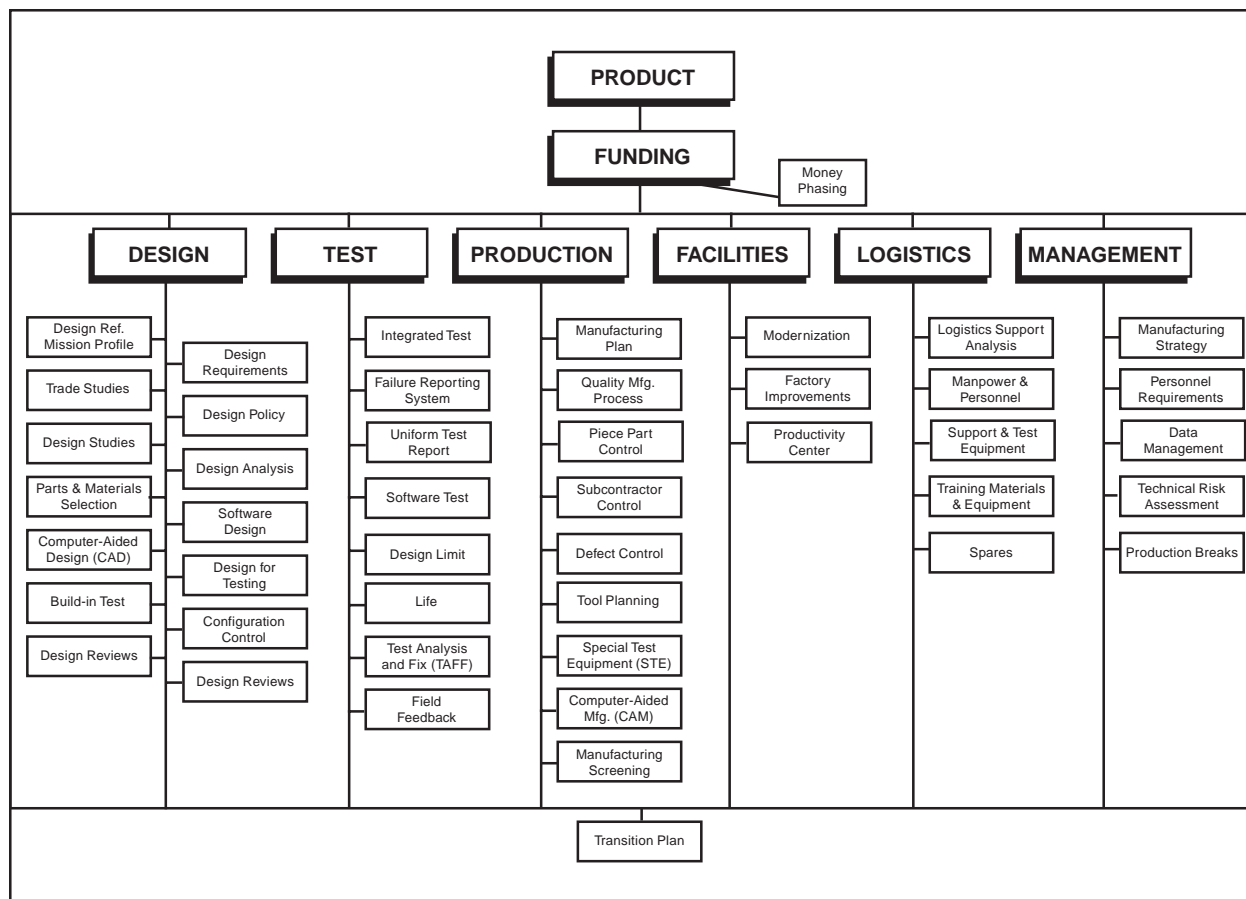 PRODUCT
FUNDING
Money
Phasing
DESIGN
TEST
PRODUCTION
FACILITIES
LOGISTICS
MANAGEMENT
Design Ref.
Mission Profile
Trade Studies
Design Studies
Parts & Materials
Selection
Computer-Aided
Design (CAD)
Build-in Test
Design Reviews
Design
Requirements
Design Policy
Design Analysis
Software
Design
Design for
Testing
Configuration
Control
Design Reviews
Integrated Test
Failure Reporting
System
Uniform Test
Report
Software Test
Design Limit
Life
Test Analysis
and Fix (TAFF)
Field
Feedback
Manufacturing
Plan
Quality Mfg.
Process
Piece Part
Control
Subcontractor
Control
Defect Control
Tool Planning
Special Test
Equipment (STE)
Computer-Aided
Mfg. (CAM)
Manufacturing
Screening
Modernization
Factory
Improvements
Productivity
Center
Logistics Support
Analysis
Manpower &
Personnel
Support & Test
Equipment
Training Materials
& Equipment
Spares
Manufacturing
Strategy
Personnel
Requirements
Data
Management
Technical Risk
Assessment
Production Breaks
Transition Plan